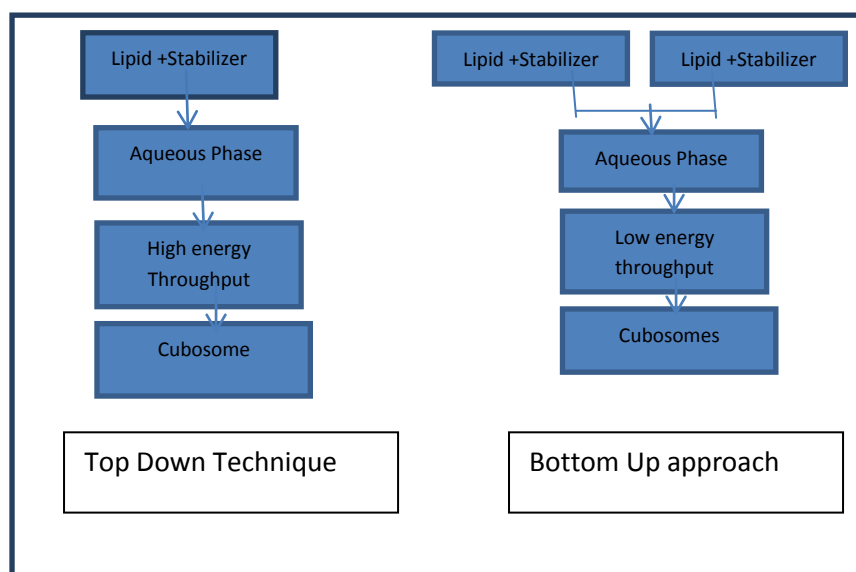 Lipid +Stabilizer
Aqueous Phase
High energy
Throughput
Cubosome
Top Down Technique
Lipid +Stabilizer
Lipid +Stabilizer
Aqueous Phase
Low energy
throughput
Cubosomes
Bottom Up approach